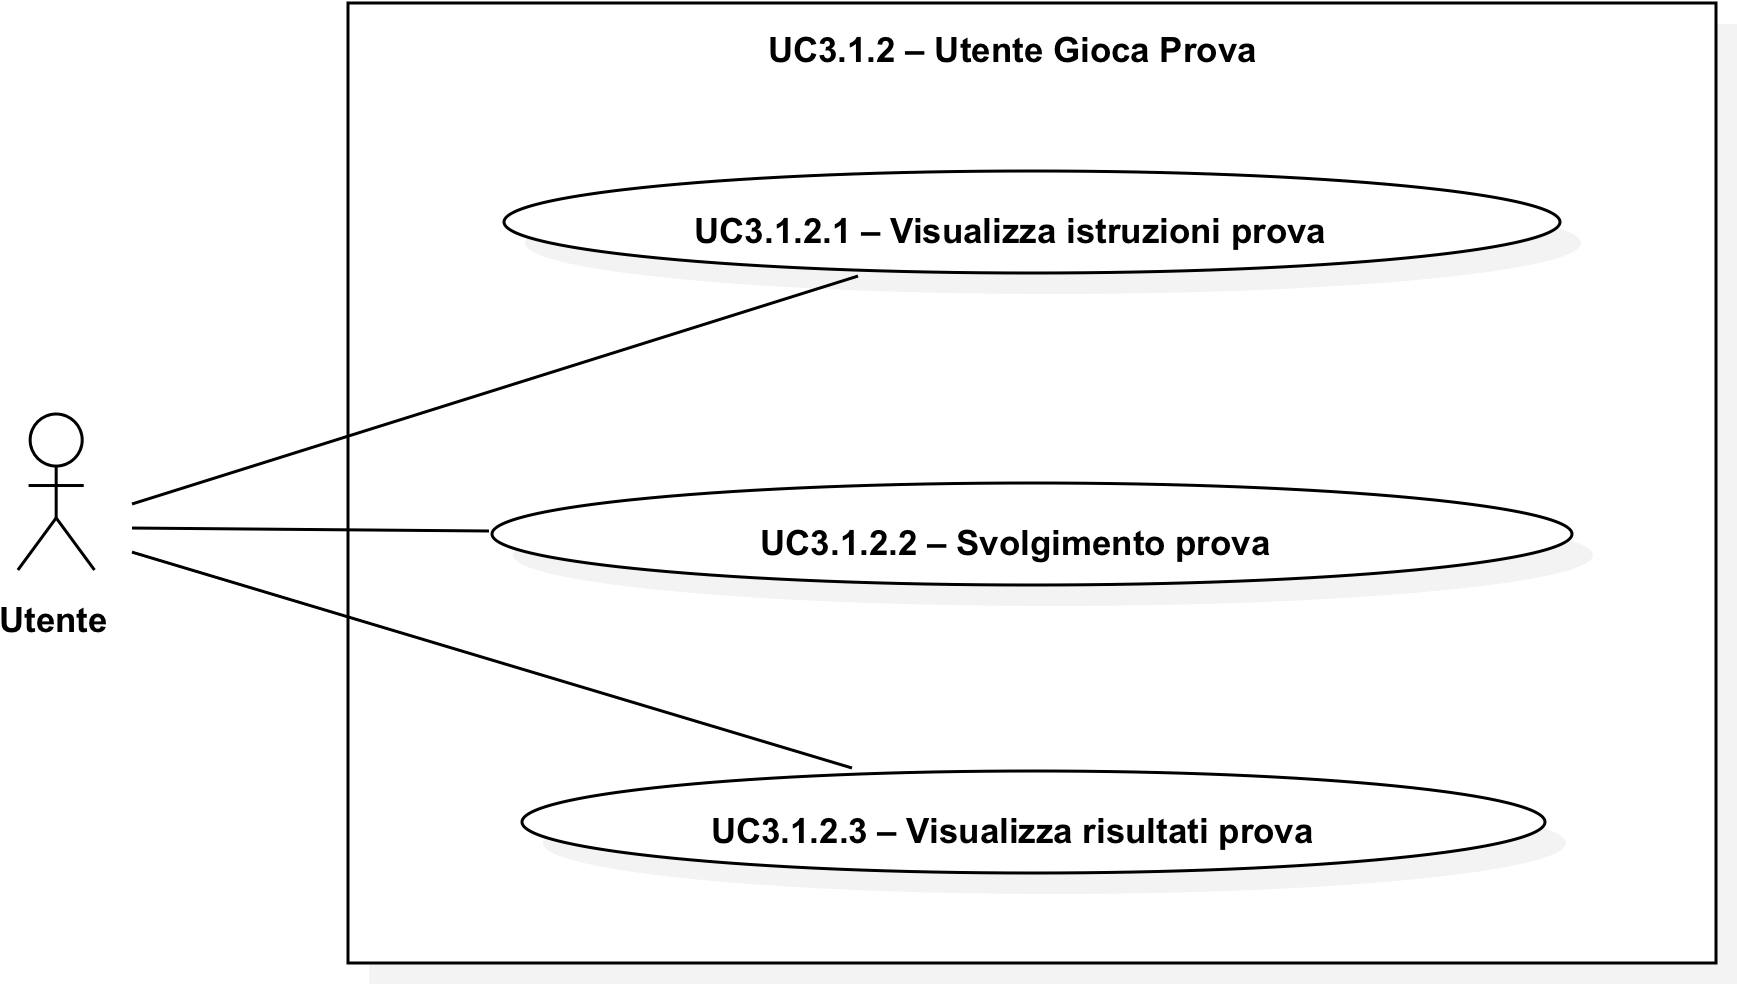 UC3.1.2 – Utente Gioca Prova
UC3.1.2.1 – Visualizza istruzioni prova
UC3.1.2.2 – Svolgimento prova
Utente
UC3.1.2.3 – Visualizza risultati prova